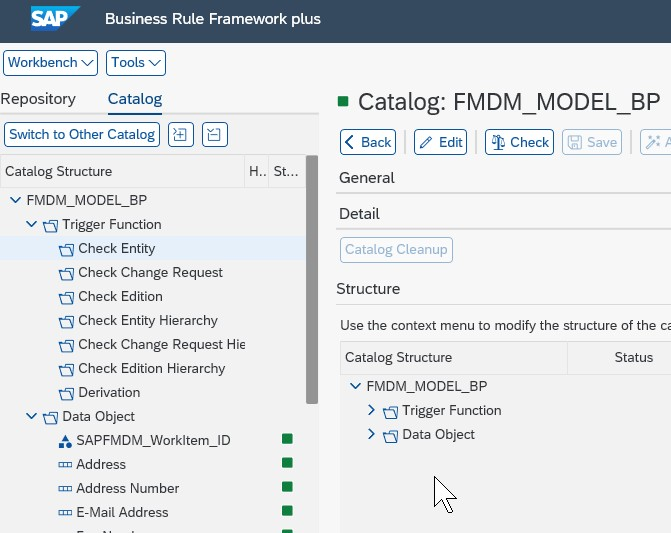 SAP Business Rule Framework plus
Workbench Tools
Repository Catalog
Switch to Other Catalog
Catalog Structure H.. St...
FMDM_MODEL_BP
Trigger Function
Check Entity
Check Change Request
Check Edition
Check Entity Hierarchy
Check Change Request Hie
Check Edition Hierarchy
Derivation
Data Object
SAPFMDM_WorkItem_ID
Address
Address Number
E-Mail Address
Catalog: FMDM_MODEL_BP
Back Edit Check Save A
General
Detail
Catalog Cleanup
Structure
Use the context menu to modify the structure of the ca
Catalog Structure Status
FMDM_MODEL_BP
Trigger Function
Data Object